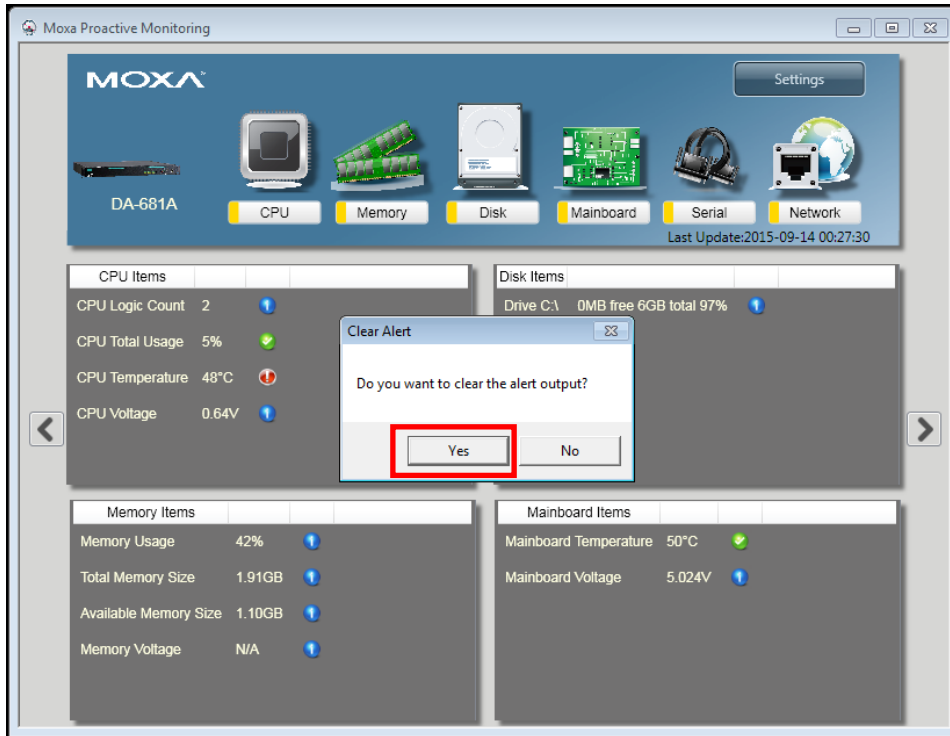 Moxa Proactive Monitoring
MOXA
Settings
DA-681A
CPU Memory Disk Mainboard Serial Network
Last Update:2015-09-14 00:27:30
CPU Items
CPU Logic Count 2
CPU Total Usage 5%
CPU Temperature 48°C
CPU Voltage 0.64V
Disk Items
Drive C:\ 0MB free 6GB total 97%
Clear Alert
Do you want to clear the alert output?
Yes No
Memory Items
Memory Usage 42%
Total Memory Size 1.91GB
Available Memory Size 1.10GB
Memory Voltage N/A
Mainboard Items
Mainboard Temperature 50°C
Mainboard Voltage 5.024V